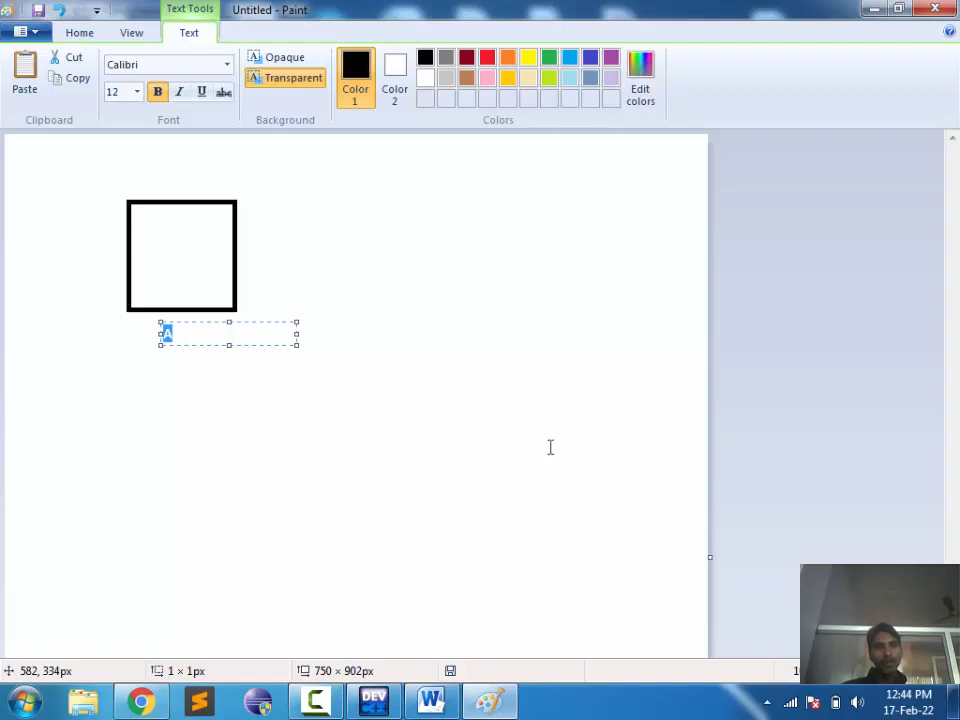 Text Tools
Untitled - Paint
Home
View
Text
Paste
Cut
Copy
Calibri
12
B I U abc
Opaque
Transparent
Color 1
Color 2
Edit colors
Clipboard
Font
Background
Colors
A
582, 334px
1 × 1px
750 × 902px
10
DEV
C++
W
12:44 PM
17-Feb-22